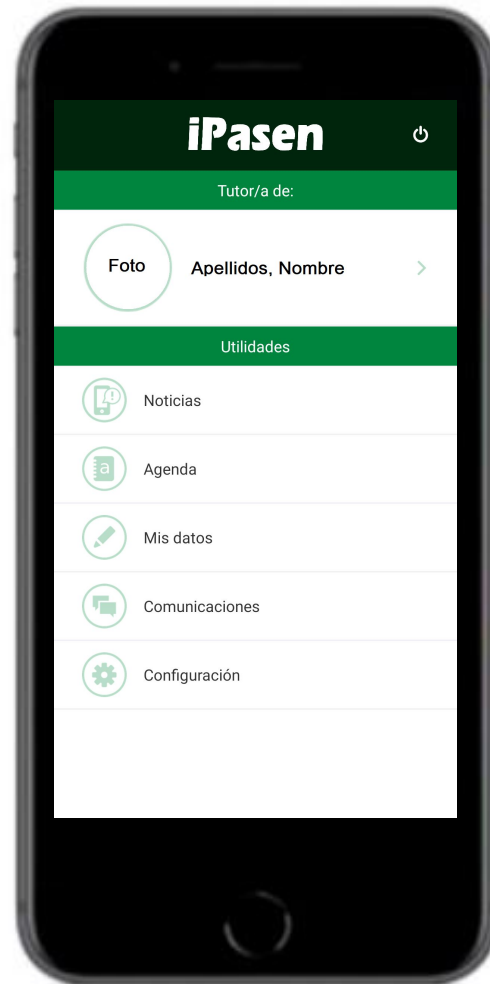 iPasen
Tutor/a de:
Foto
Apellidos, Nombre
Utilidades
Noticias
Agenda
Mis datos
Comunicaciones
Configuración